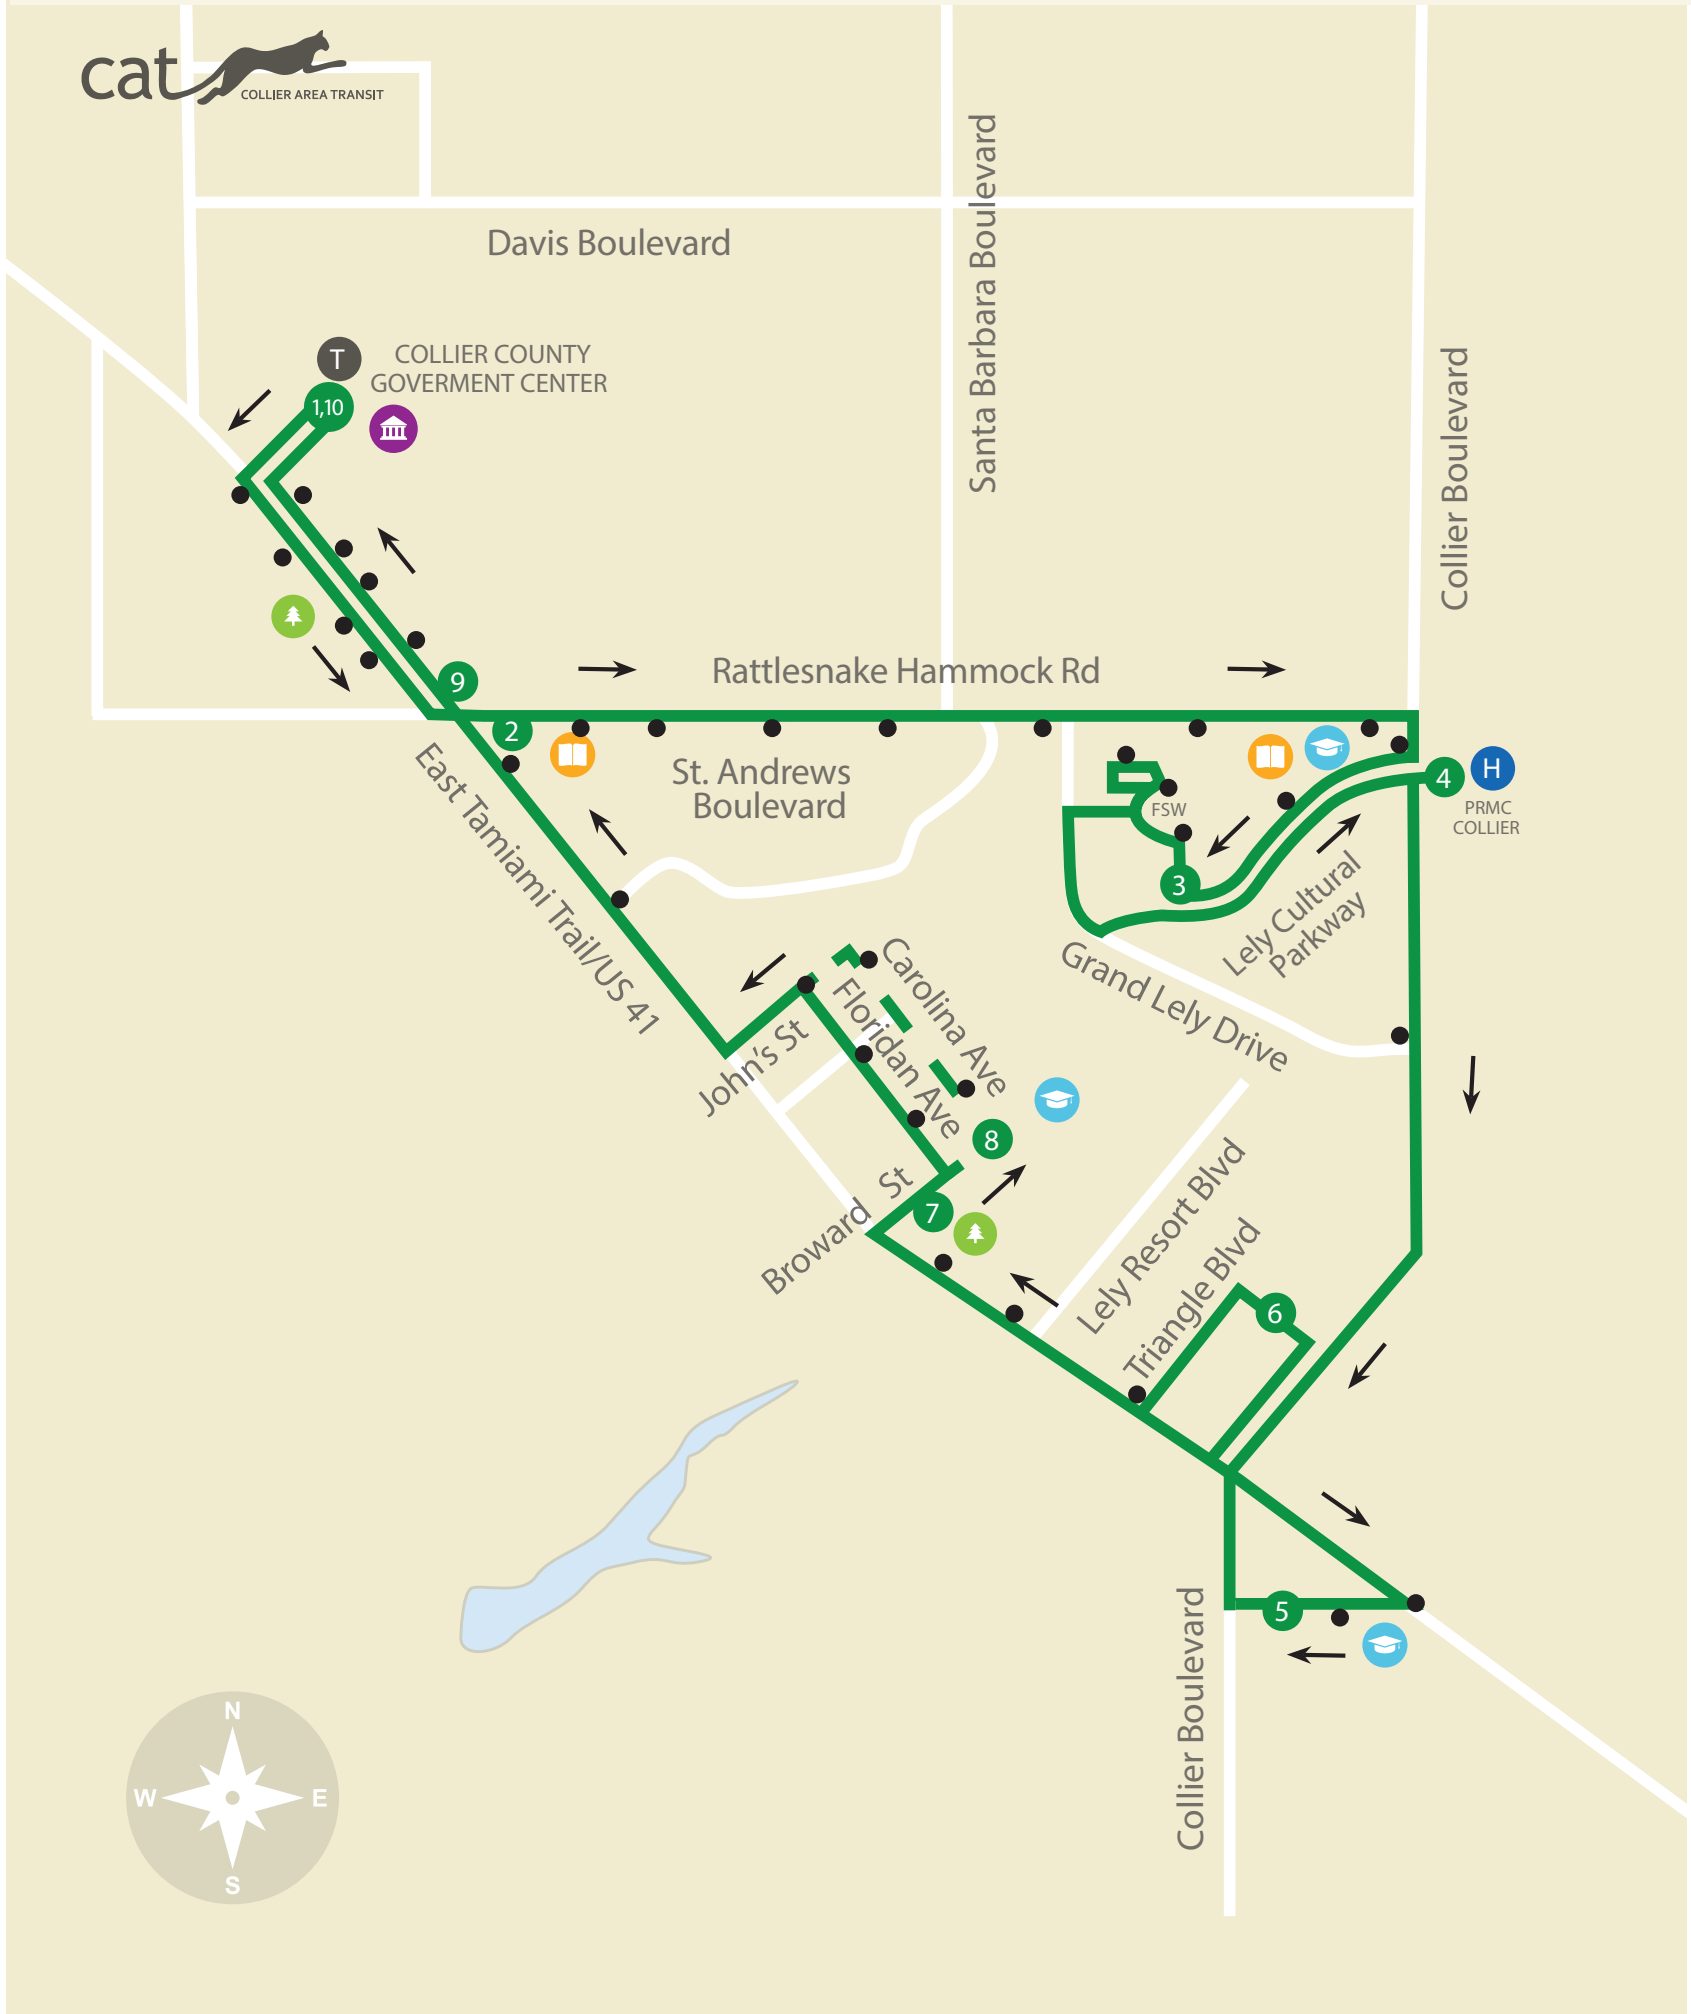 cat
COLLIER AREA TRANSIT
Davis Boulevard
Santa Barbara Boulevard
Collier Boulevard
T
COLLIER COUNTY
GOVERMENT CENTER
1,10
9
Rattlesnake Hammock Rd
2
St. Andrews
Boulevard
East Tamiami Trail/US 41
FSW
3
4
H
PRMC
COLLIER
Lely Cultural
Parkway
Grand Lely Drive
Carolina Ave
Floridan Ave
John's St
8
7
Broward St
Lely Resort Blvd
Triangle Blvd
6
5
Collier Boulevard
N
W E
S